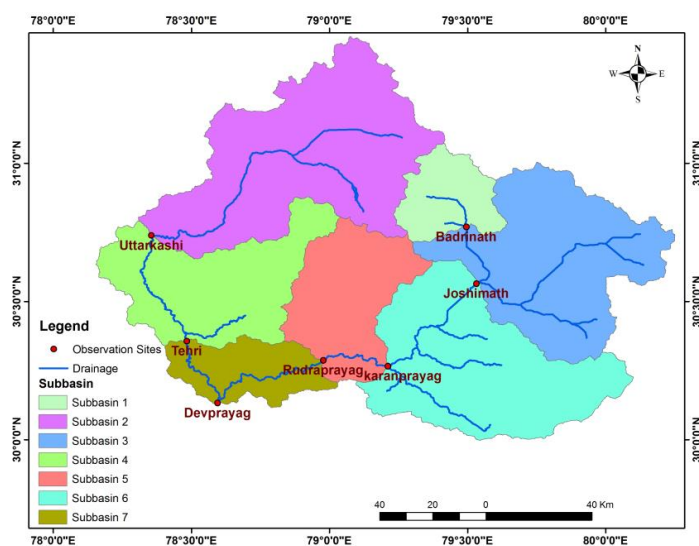 78°0'0"E 78°30'0"E 79°0'0"E 79°30'0"E 80°0'0"E
N
W E
S
31°0'0"N 31°0'0"N
Badrinath
Uttarkashi
Joshimath
30°30'0"N 30°30'0"N
Legend
Observation Sites
Drainage
Subbasin
Subbasin 1
Subbasin 2
Subbasin 3
Subbasin 4
Subbasin 5
Subbasin 6
Subbasin 7
Tehri
Rudraprayag
karanprayag
Devprayag
30°0'0"N 30°0'0"N
40 20 0 40 Km
78°0'0"E 78°30'0"E 79°0'0"E 79°30'0"E 80°0'0"E